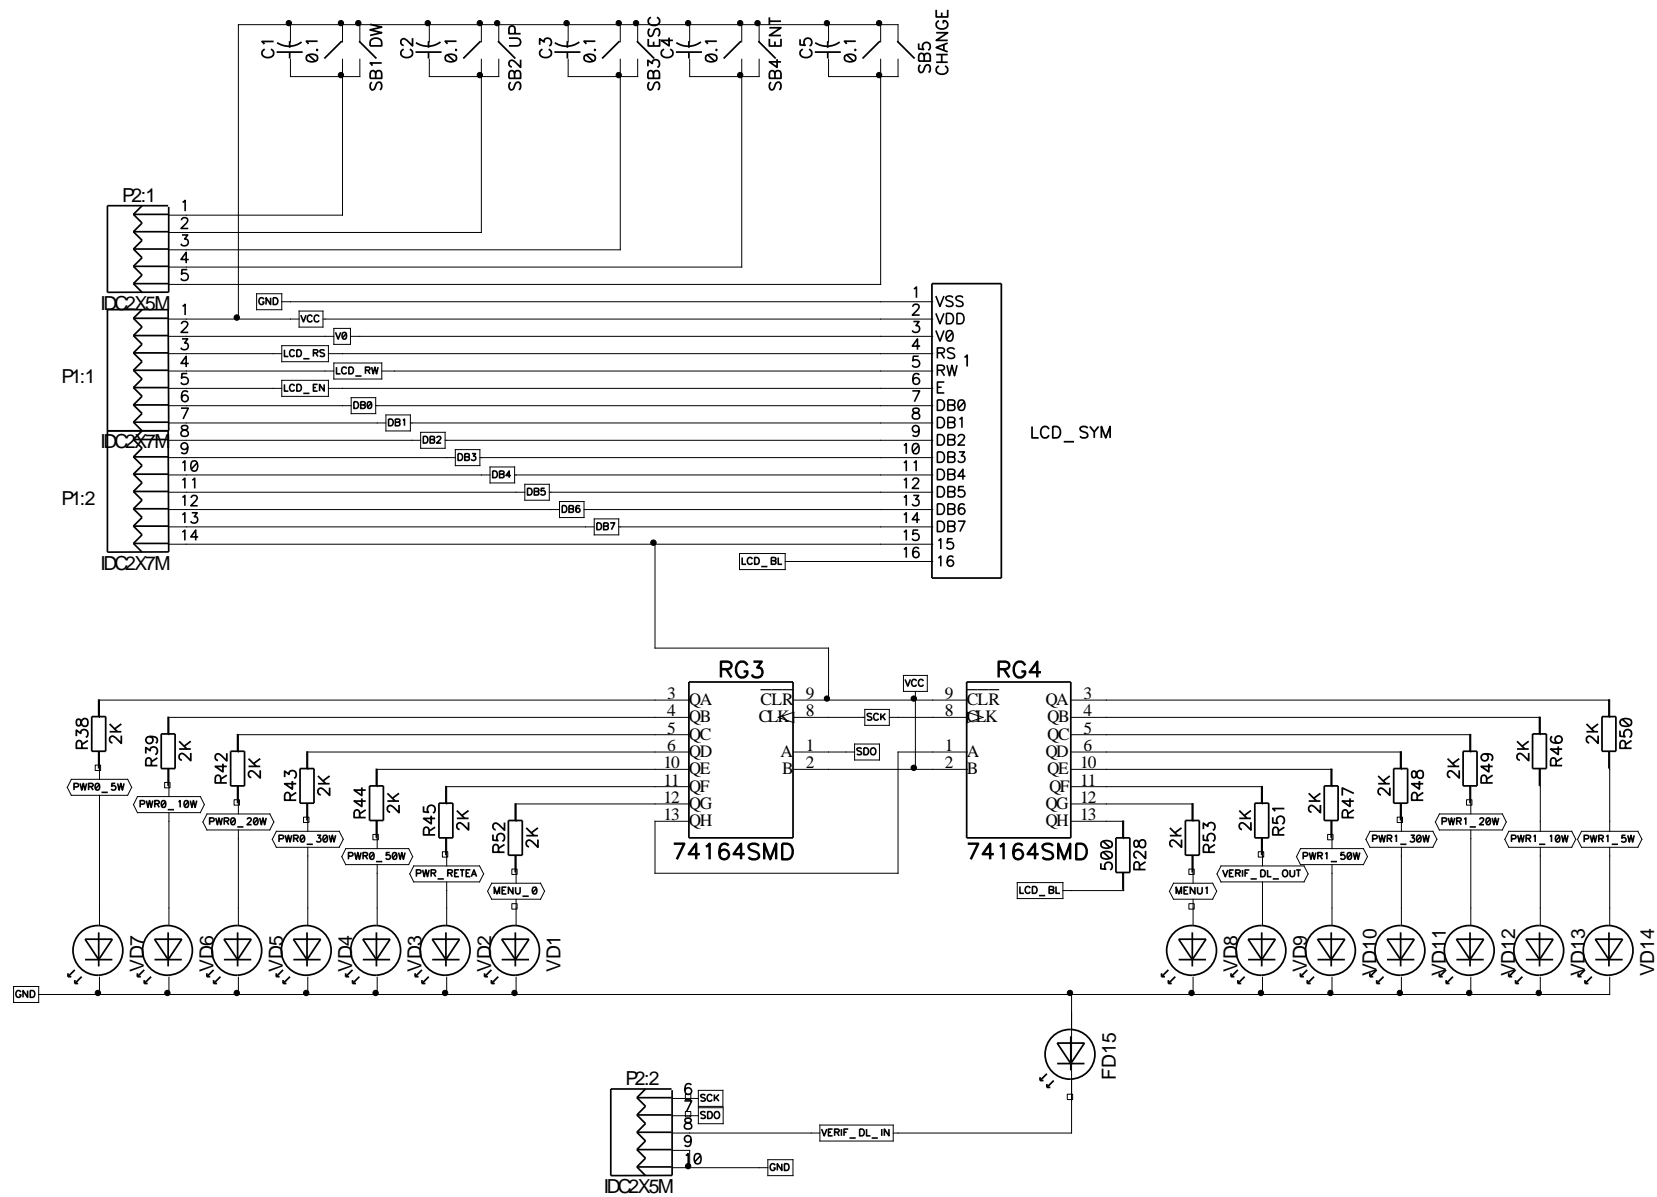 C1
0.1
SB1 DW
C2
0.1
SB2 UP
C3
0.1
SB3 ESC
C4
0.1
SB4 ENT
C5
0.1
SB5
CHANGE
P2:1
1
2
3
4
5
IDC2X5M
P1:1
1
2
3
4
5
6
7
IDC2X7M
P1:2
8
9
10
11
12
13
14
IDC2X7M
GND
VCC
V0
LCD_RS
LCD_RW
LCD_EN
DB0
DB1
DB2
DB3
DB4
DB5
DB6
DB7
LCD_BL
1 VSS
2 VDD
3 V0
4 RS
5 RW
6 E
7 DB0
8 DB1
9 DB2
10 DB3
11 DB4
12 DB5
13 DB6
14 DB7
15 15
16 16
1
LCD_SYM
RG3
3 QA
4 QB
5 QC
6 QD
10 QE
11 QF
12 QG
13 QH
CLR 9
CLK 8
A 1
B 2
74164SMD
VCC
SCK
SDO
RG4
9 CLR
8 CLK
1 A
2 B
QA 3
QB 4
QC 5
QD 6
QE 10
QF 11
QG 12
QH 13
74164SMD
R38 2K
R39 2K
R42 2K
R43 2K
R44 2K
R45 2K
R52 2K
PWR0_5W
PWR0_10W
PWR0_20W
PWR0_30W
PWR0_50W
PWR_RETEA
MENU_0
500 R28
LCD_BL
2K R53
2K R51
2K R47
2K R48
2K R49
2K R46
2K R50
MENU1
VERIF_DL_OUT
PWR1_50W
PWR1_30W
PWR1_20W
PWR1_10W
PWR1_5W
VD7
VD6
VD5
VD4
VD3
VD2
VD1
VD8
VD9
VD10
VD11
VD12
VD13
VD14
GND
FD15
P2:2
6 SCK
7 SDO
8
9
10
VERIF_DL_IN
GND
IDC2X5M